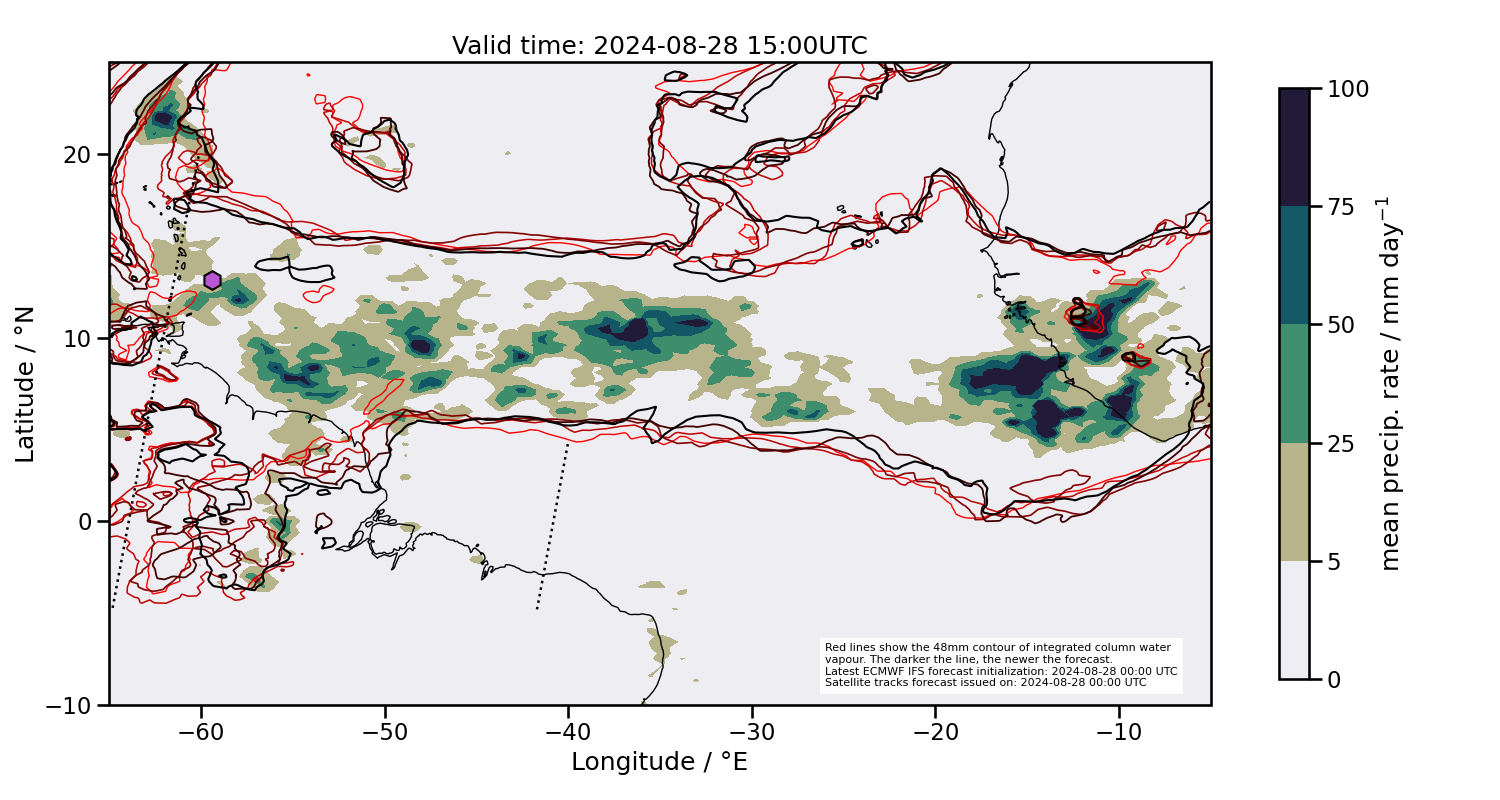 Valid time: 2024-08-28 15:00UTC
Latitude / °N
20
10
0
−10
−60
−50
−40
−30
−20
−10
Longitude / °E
Red lines show the 48mm contour of integrated column water
vapour. The darker the line, the newer the forecast.
Latest ECMWF IFS forecast initialization: 2024-08-28 00:00 UTC
Satellite tracks forecast issued on: 2024-08-28 00:00 UTC
100
75
50
25
5
0
mean precip. rate / mm day⁻¹